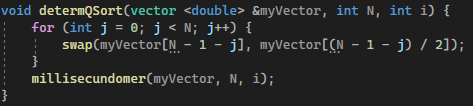 void determQSort(vector <double> &myVector, int N, int i) {
    for (int j = 0; j < N; j++) {
        swap(myVector[N - 1 - j], myVector[(N - 1 - j) / 2]);
    }
    millisecundomer(myVector, N, i);
}